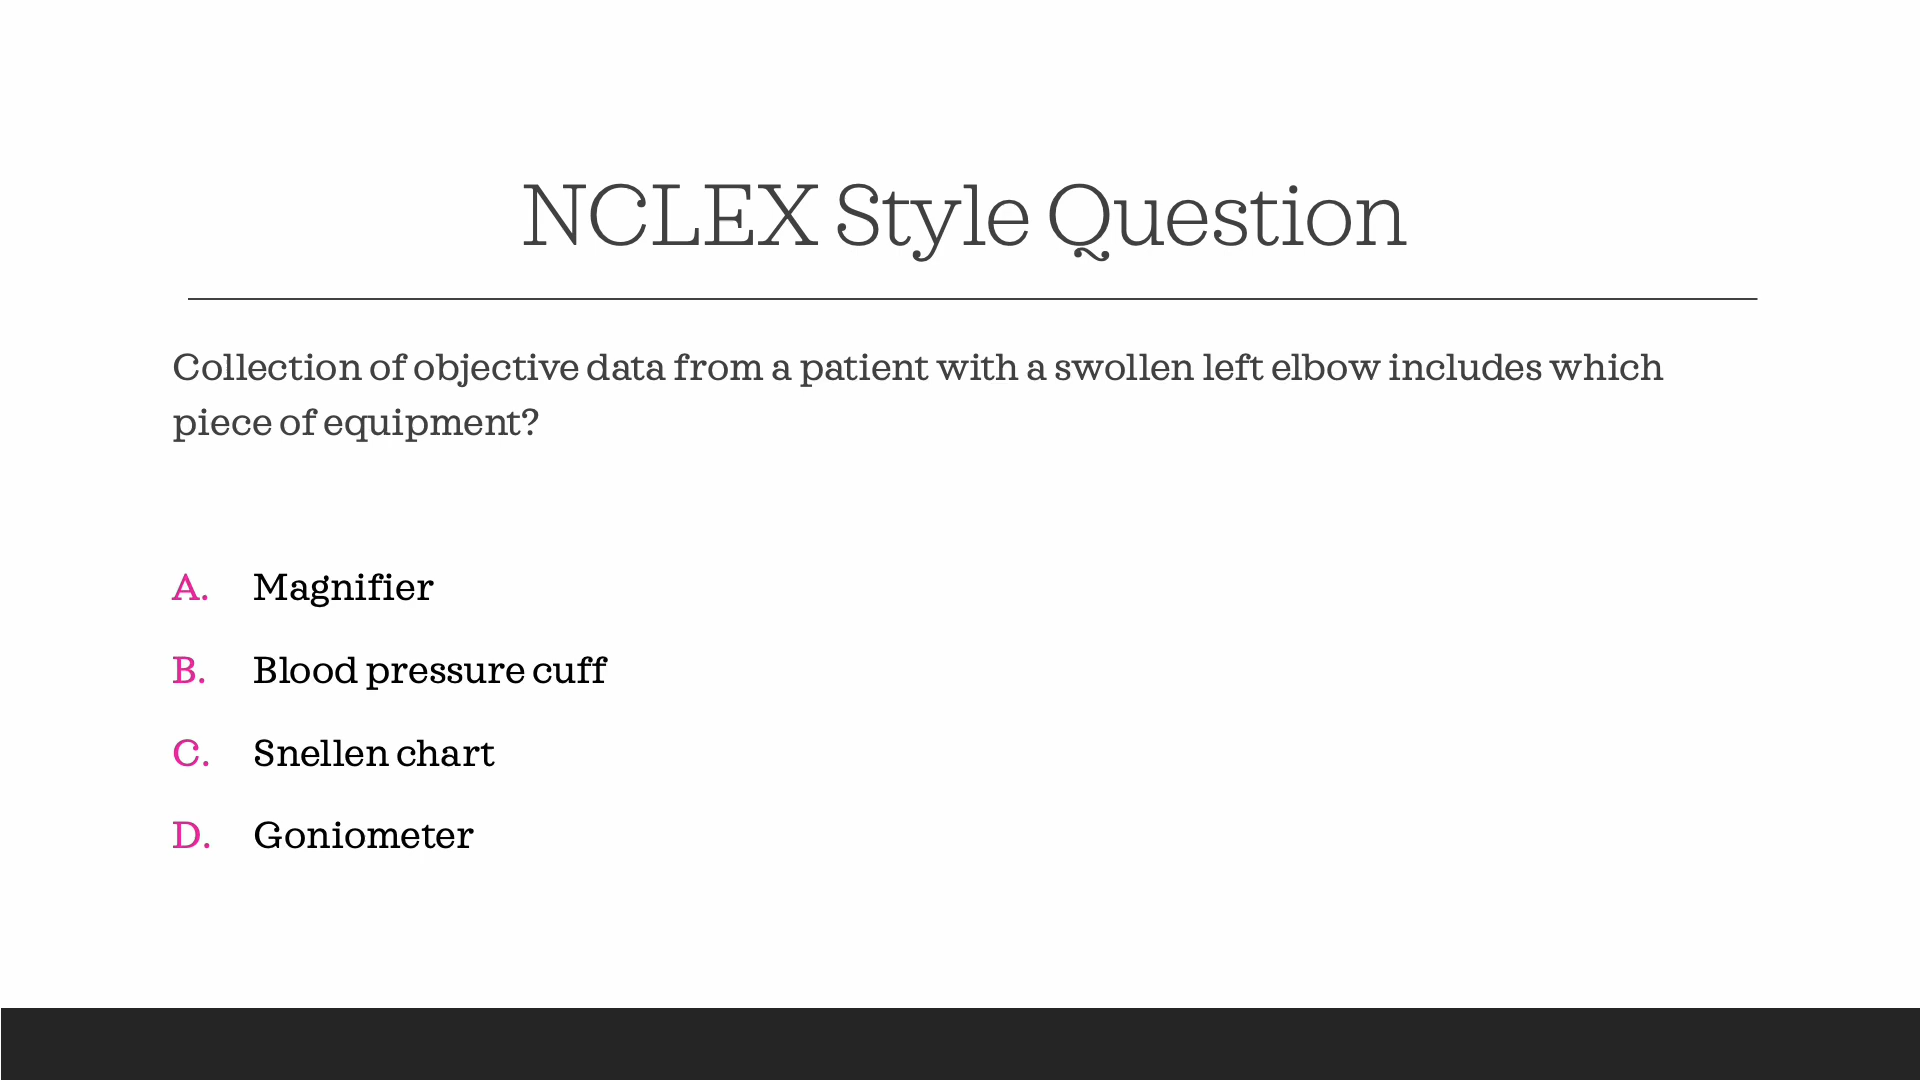 NCLEX Style Question
Collection of objective data from a patient with a swollen left elbow includes which
piece of equipment?
A. Magnifier
B. Blood pressure cuff
C. Snellen chart
D. Goniometer